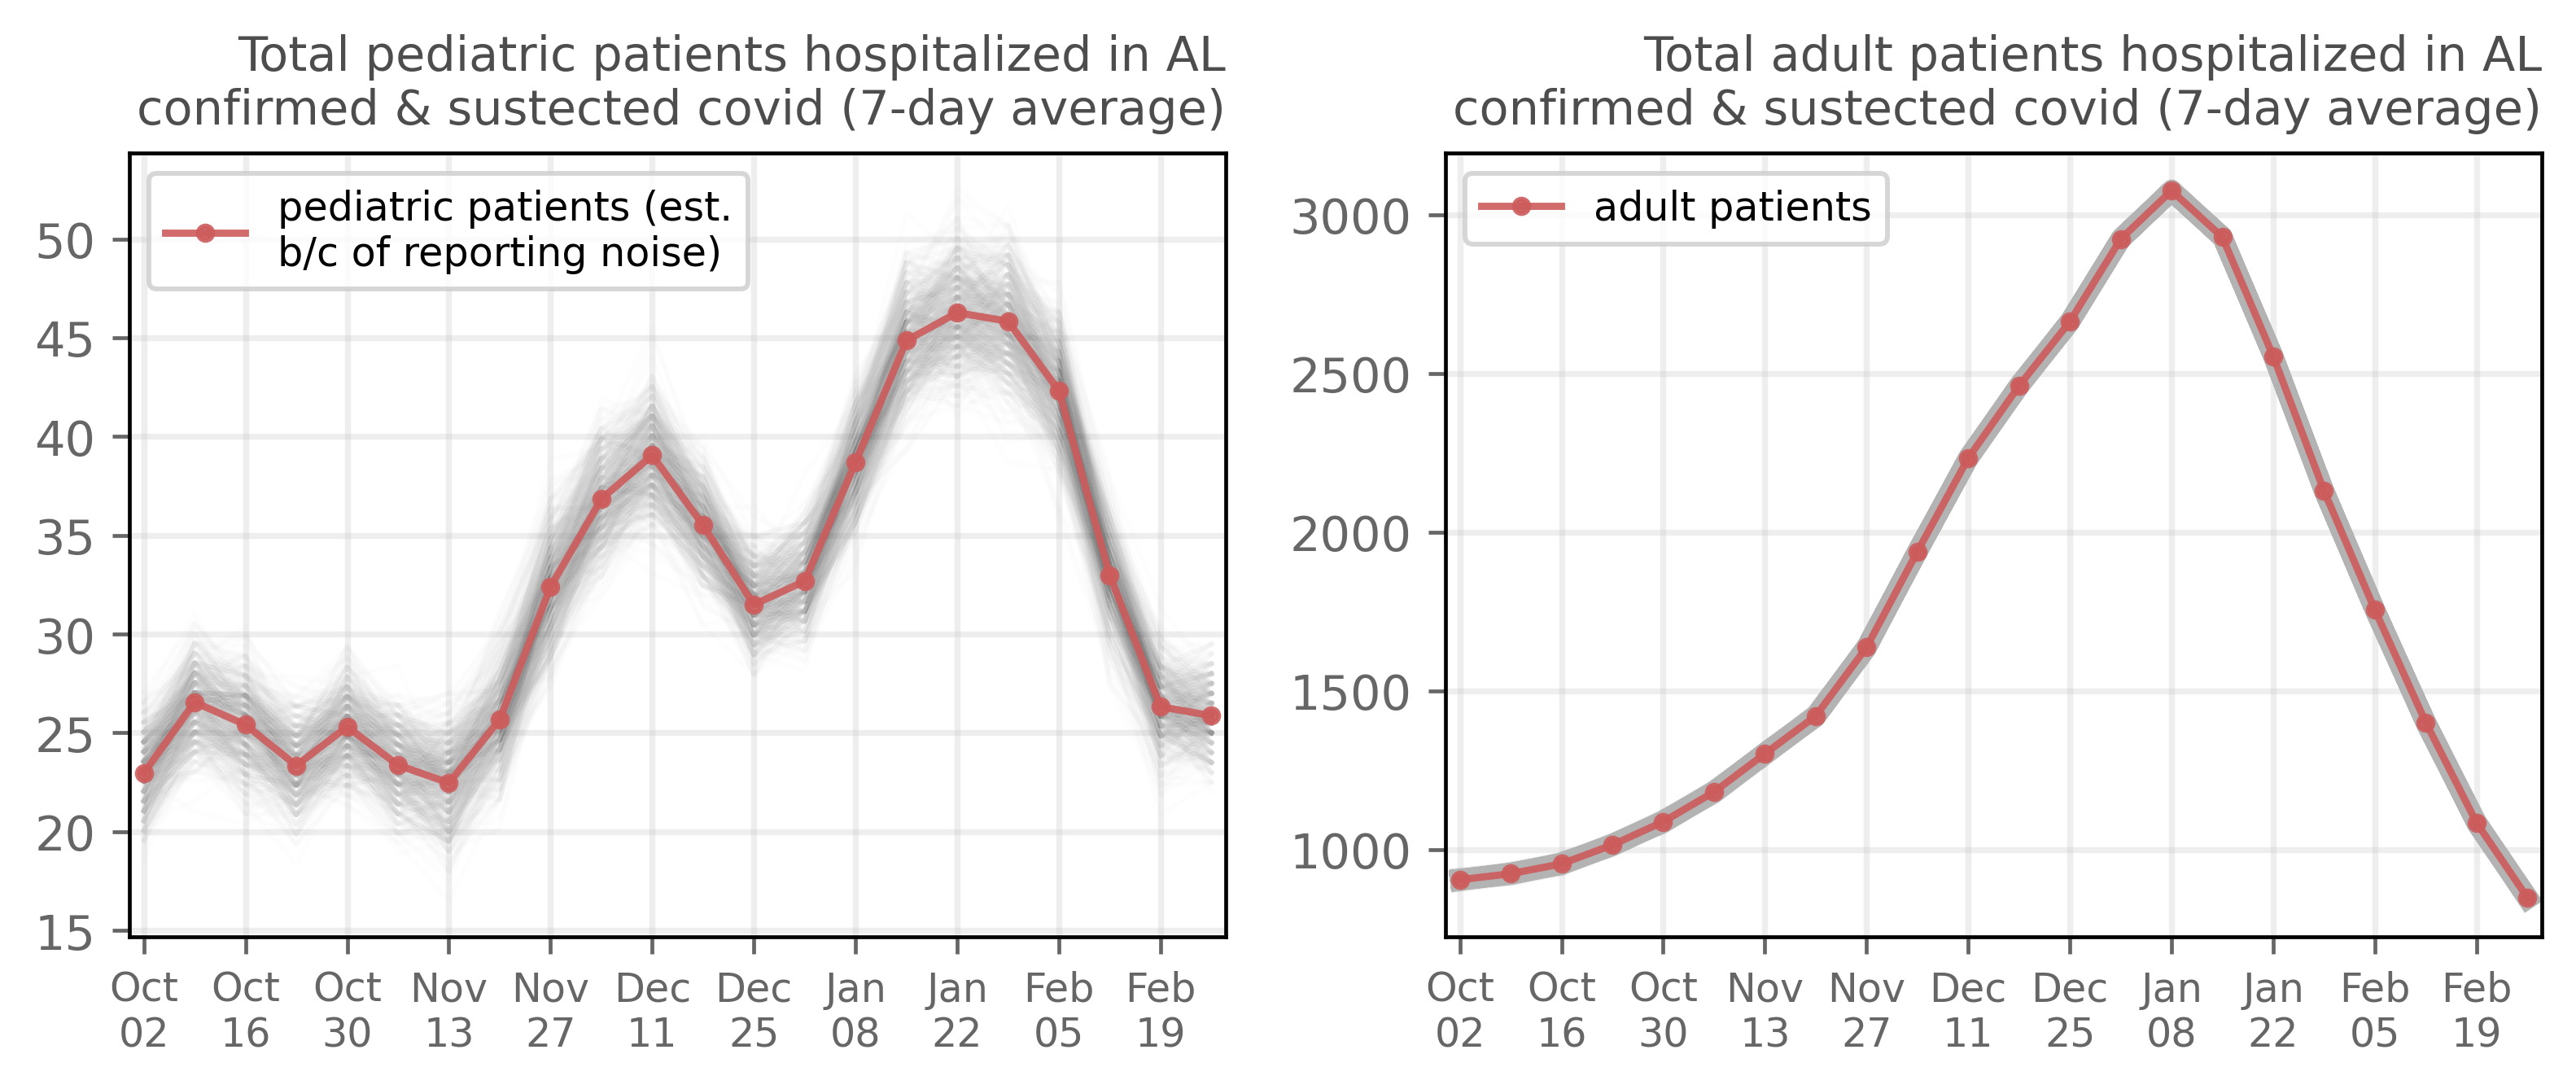 Total pediatric patients hospitalized in AL
confirmed & sustected covid (7-day average)
pediatric patients (est.
b/c of reporting noise)
50
45
40
35
30
25
20
15
Oct Oct Oct Nov Nov Dec Dec Jan Jan Feb Feb
02 16 30 13 27 11 25 08 22 05 19
Total adult patients hospitalized in AL
confirmed & sustected covid (7-day average)
adult patients
3000
2500
2000
1500
1000
Oct Oct Oct Nov Nov Dec Dec Jan Jan Feb Feb
02 16 30 13 27 11 25 08 22 05 19